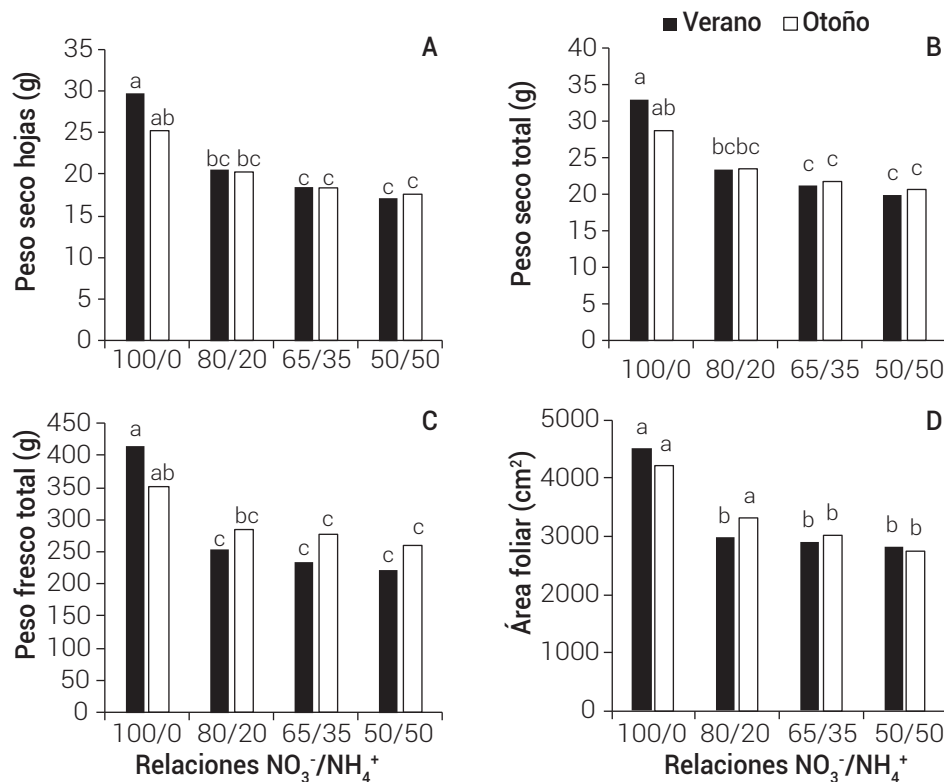 ■ Verano □ Otoño
A
Peso seco hojas (g)
35
30
25
20
15
10
5
0
a
ab
bc bc
c c
c c
100/0 80/20 65/35 50/50
B
Peso seco total (g)
40
35
30
25
20
15
10
5
0
a
ab
bcbc
c c
c c
100/0 80/20 65/35 50/50
C
Peso fresco total (g)
450
400
350
300
250
200
150
100
50
0
a
ab
c bc
c c
c c
100/0 80/20 65/35 50/50
Relaciones NO₃⁻/NH₄⁺
D
Área foliar (cm²)
5000
4000
3000
2000
1000
0
a a
b a
b b
b b
100/0 80/20 65/35 50/50
Relaciones NO₃⁻/NH₄⁺